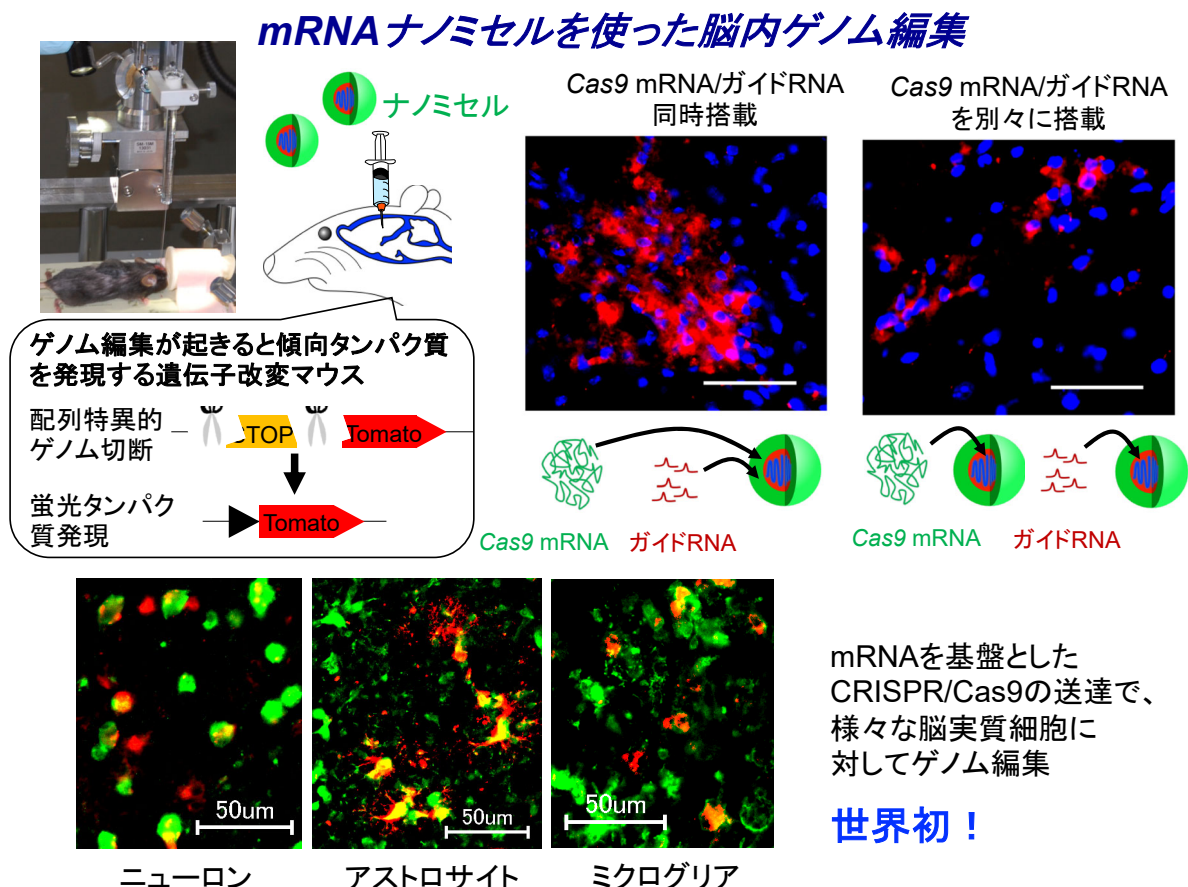 mRNAナノミセルを使った脳内ゲノム編集
ナノミセル
Cas9 mRNA/ガイドRNA
同時搭載
Cas9 mRNA/ガイドRNA
を別々に搭載
ゲノム編集が起きると傾向タンパク質
を発現する遺伝子改変マウス
配列特異的
ゲノム切断
STOP
Tomato
蛍光タンパク
質発現
Tomato
Cas9 mRNA
ガイドRNA
Cas9 mRNA
ガイドRNA
50um
50um
50um
ニューロン
アストロサイト
ミクログリア
mRNAを基盤とした
CRISPR/Cas9の送達で、
様々な脳実質細胞に
対してゲノム編集
世界初！